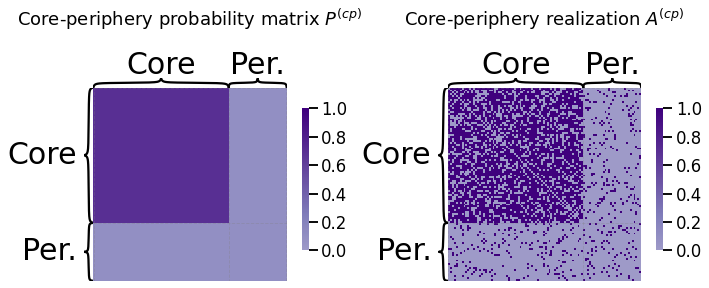 Core-periphery probability matrix P^(cp)
Core Per.
Core
Per.
1.0
0.8
0.6
0.4
0.2
0.0
Core-periphery realization A^(cp)
Core Per.
Core
Per.
1.0
0.8
0.6
0.4
0.2
0.0